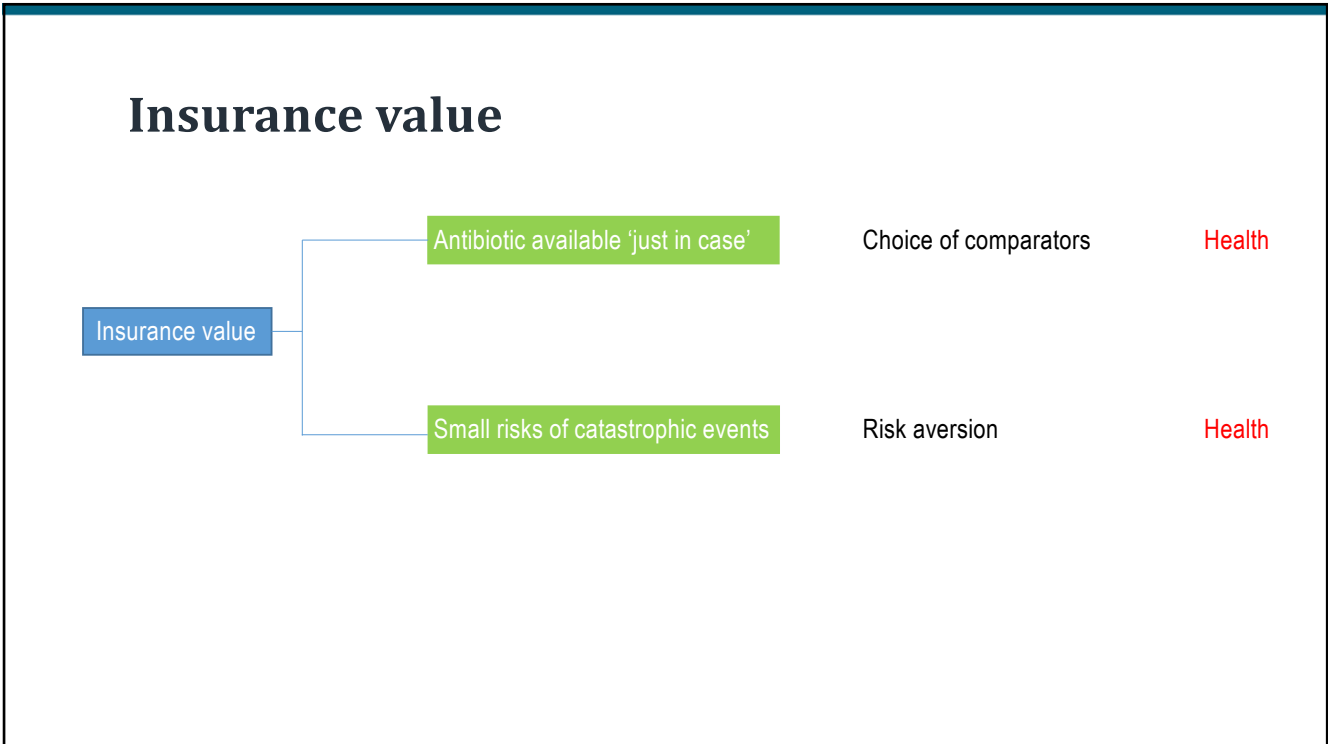 Insurance value
Antibiotic available ‘just in case’ Choice of comparators Health
Insurance value
Small risks of catastrophic events Risk aversion Health